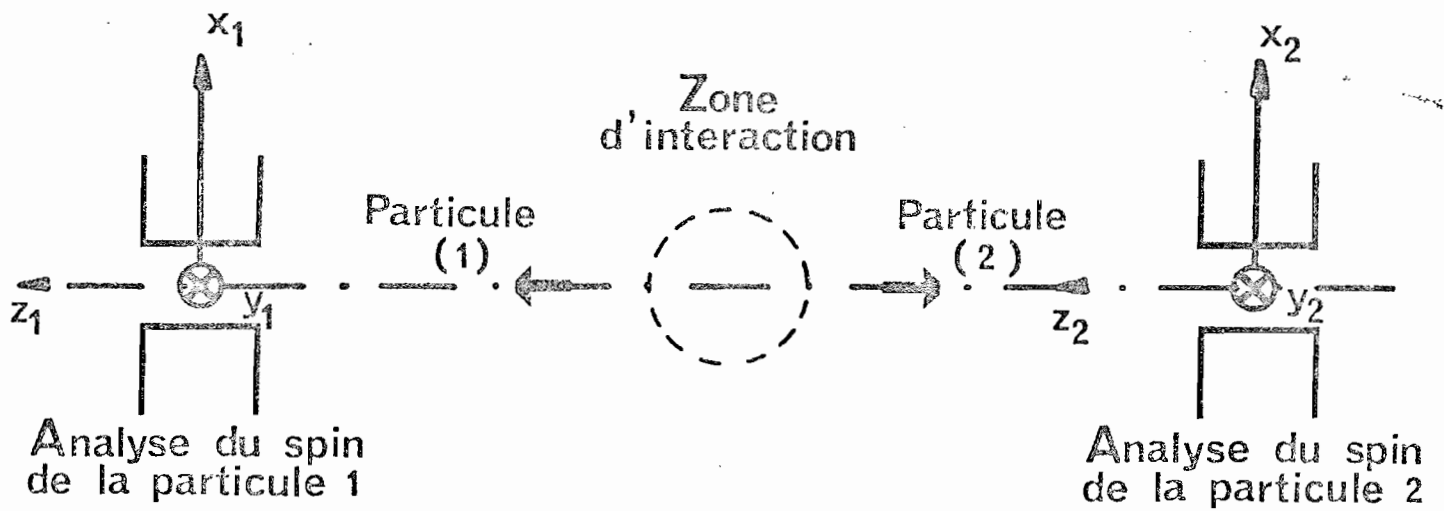 x1
x2
Zone
d'interaction
Particule
(1)
Particule
(2)
z1
y1
z2
y2
Analyse du spin
de la particule 1
Analyse du spin
de la particule 2